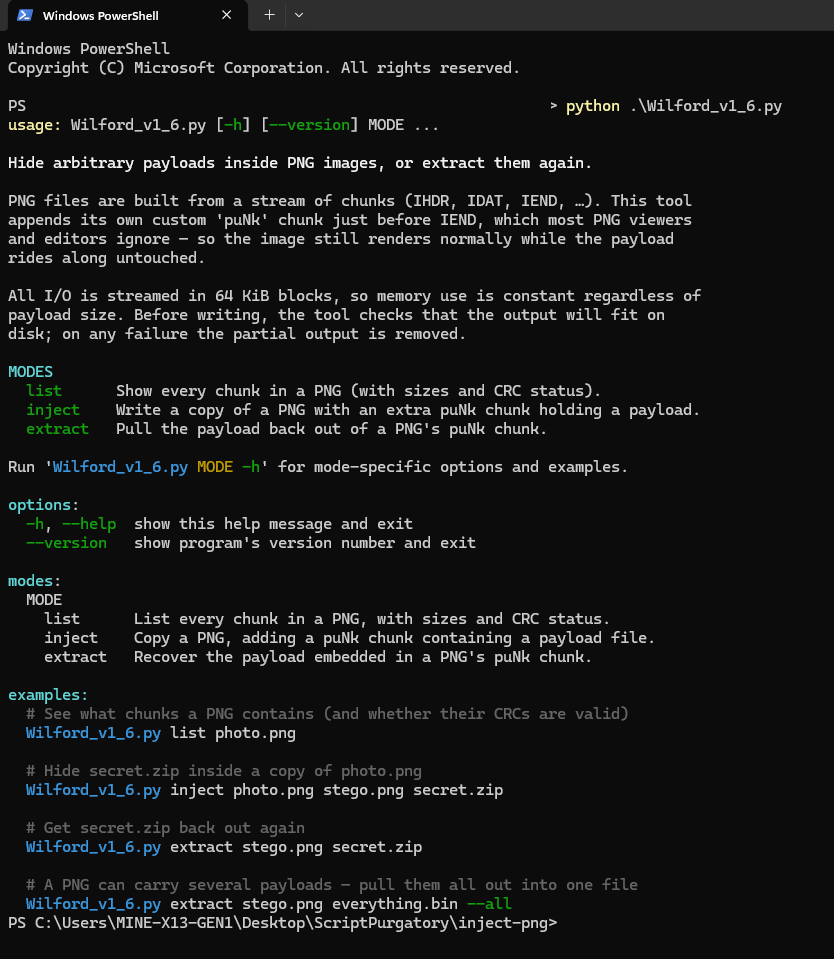 Windows PowerShell
Windows PowerShell
Copyright (C) Microsoft Corporation. All rights reserved.
PS > python .\Wilford_v1_6.py
usage: Wilford_v1_6.py [-h] [--version] MODE ...
Hide arbitrary payloads inside PNG images, or extract them again.
PNG files are built from a stream of chunks (IHDR, IDAT, IEND, …). This tool
appends its own custom 'puNk' chunk just before IEND, which most PNG viewers
and editors ignore — so the image still renders normally while the payload
rides along untouched.
All I/O is streamed in 64 KiB blocks, so memory use is constant regardless of
payload size. Before writing, the tool checks that the output will fit on
disk; on any failure the partial output is removed.
MODES
list Show every chunk in a PNG (with sizes and CRC status).
inject Write a copy of a PNG with an extra puNk chunk holding a payload.
extract Pull the payload back out of a PNG's puNk chunk.
Run 'Wilford_v1_6.py MODE -h' for mode-specific options and examples.
options:
-h, --help show this help message and exit
--version show program's version number and exit
modes:
MODE
list List every chunk in a PNG, with sizes and CRC status.
inject Copy a PNG, adding a puNk chunk containing a payload file.
extract Recover the payload embedded in a PNG's puNk chunk.
examples:
# See what chunks a PNG contains (and whether their CRCs are valid)
Wilford_v1_6.py list photo.png
# Hide secret.zip inside a copy of photo.png
Wilford_v1_6.py inject photo.png stego.png secret.zip
# Get secret.zip back out again
Wilford_v1_6.py extract stego.png secret.zip
# A PNG can carry several payloads — pull them all out into one file
Wilford_v1_6.py extract stego.png everything.bin --all
PS C:\Users\MINE-X13-GEN1\Desktop\ScriptPurgatory\inject-png>